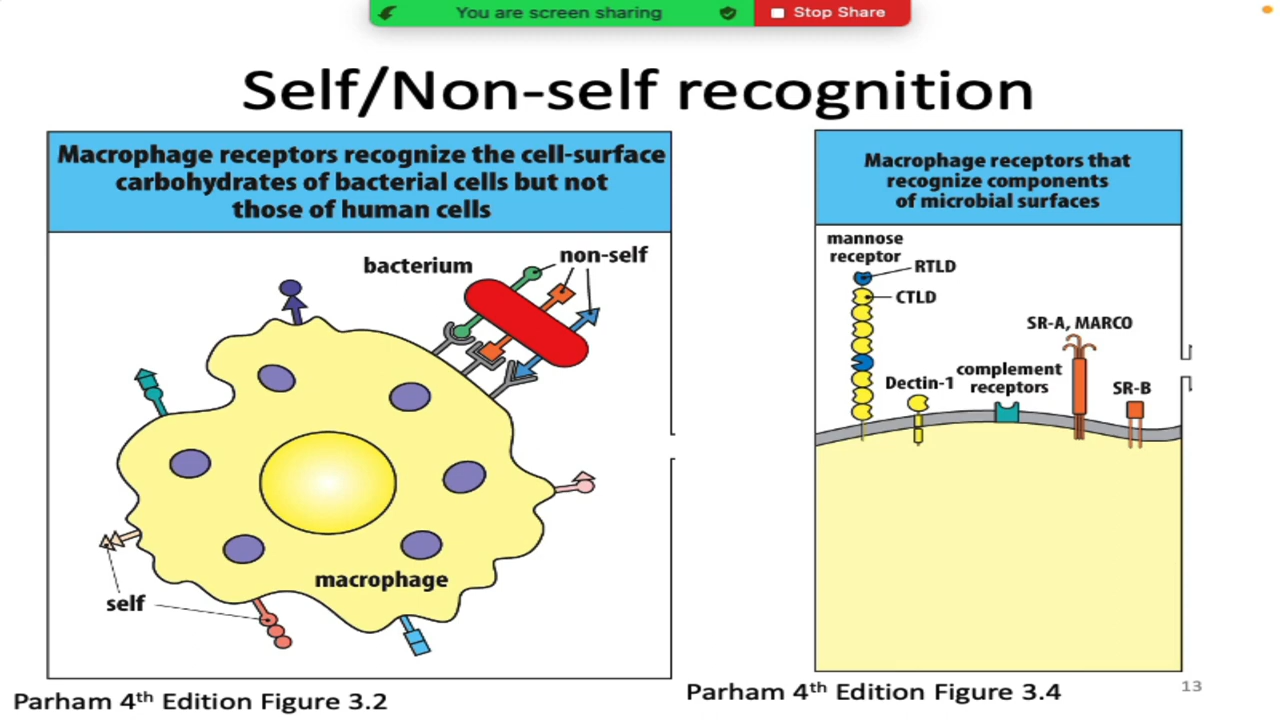 You are screen sharing
Stop Share
Self/Non-self recognition
Macrophage receptors recognize the cell-surface
carbohydrates of bacterial cells but not
those of human cells
bacterium
non-self
macrophage
self
Parham 4th Edition Figure 3.2
Macrophage receptors that
recognize components
of microbial surfaces
mannose
receptor
RTLD
CTLD
SR-A, MARCO
complement
receptors
Dectin-1
SR-B
Parham 4th Edition Figure 3.4
13